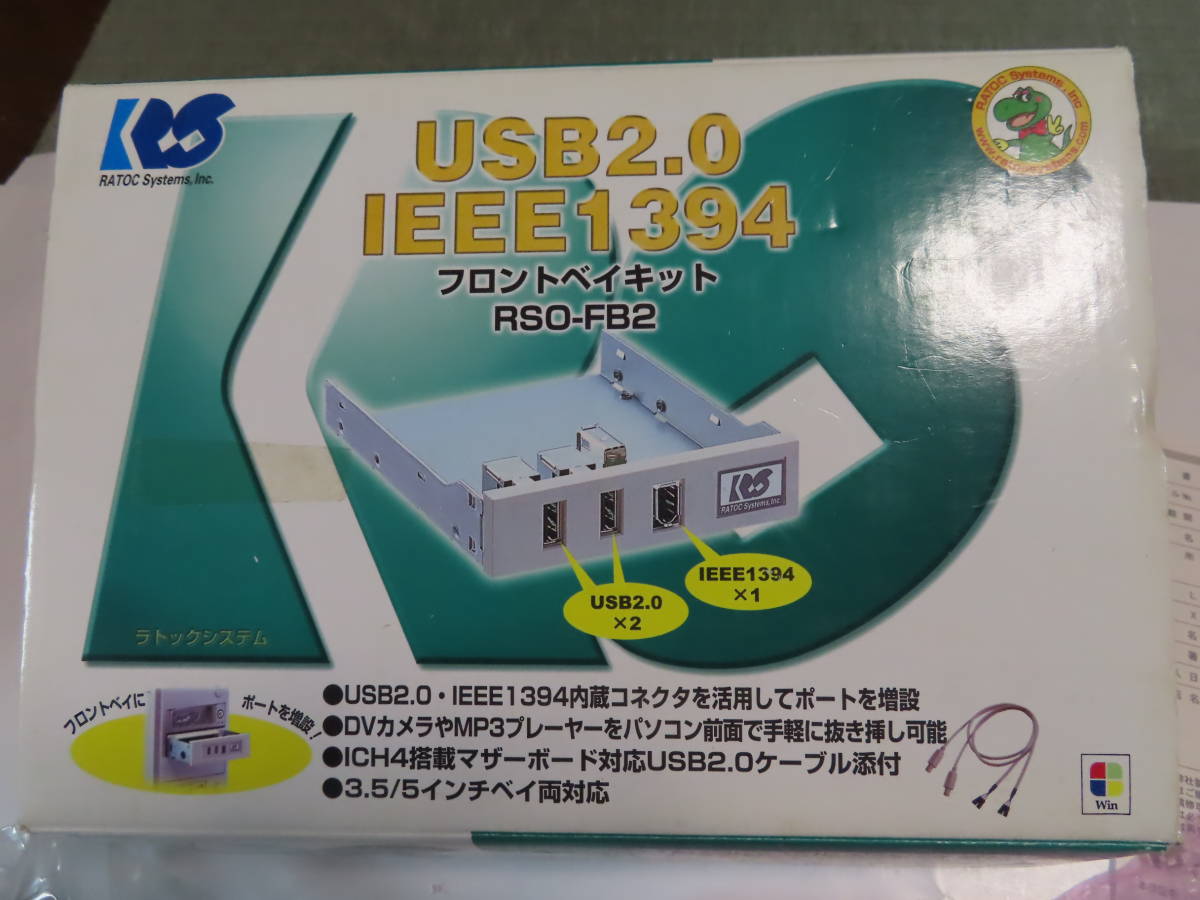 RATOC Systems, Inc.
RATOC Systems, Inc
www.ratocsystems.com
USB2.0
IEEE1394
フロントベイキット
RSO-FB2
RATOC Systems, Inc.
USB2.0
×2
IEEE1394
×1
ラトックシステム
フロントベイに
ポートを増設!
●USB2.0・IEEE1394内蔵コネクタを活用してポートを増設
●DVカメラやMP3プレーヤーをパソコン前面で手軽に抜き挿し可能
●ICH4搭載マザーボード対応USB2.0ケーブル添付
●3.5/5インチベイ両対応
Win